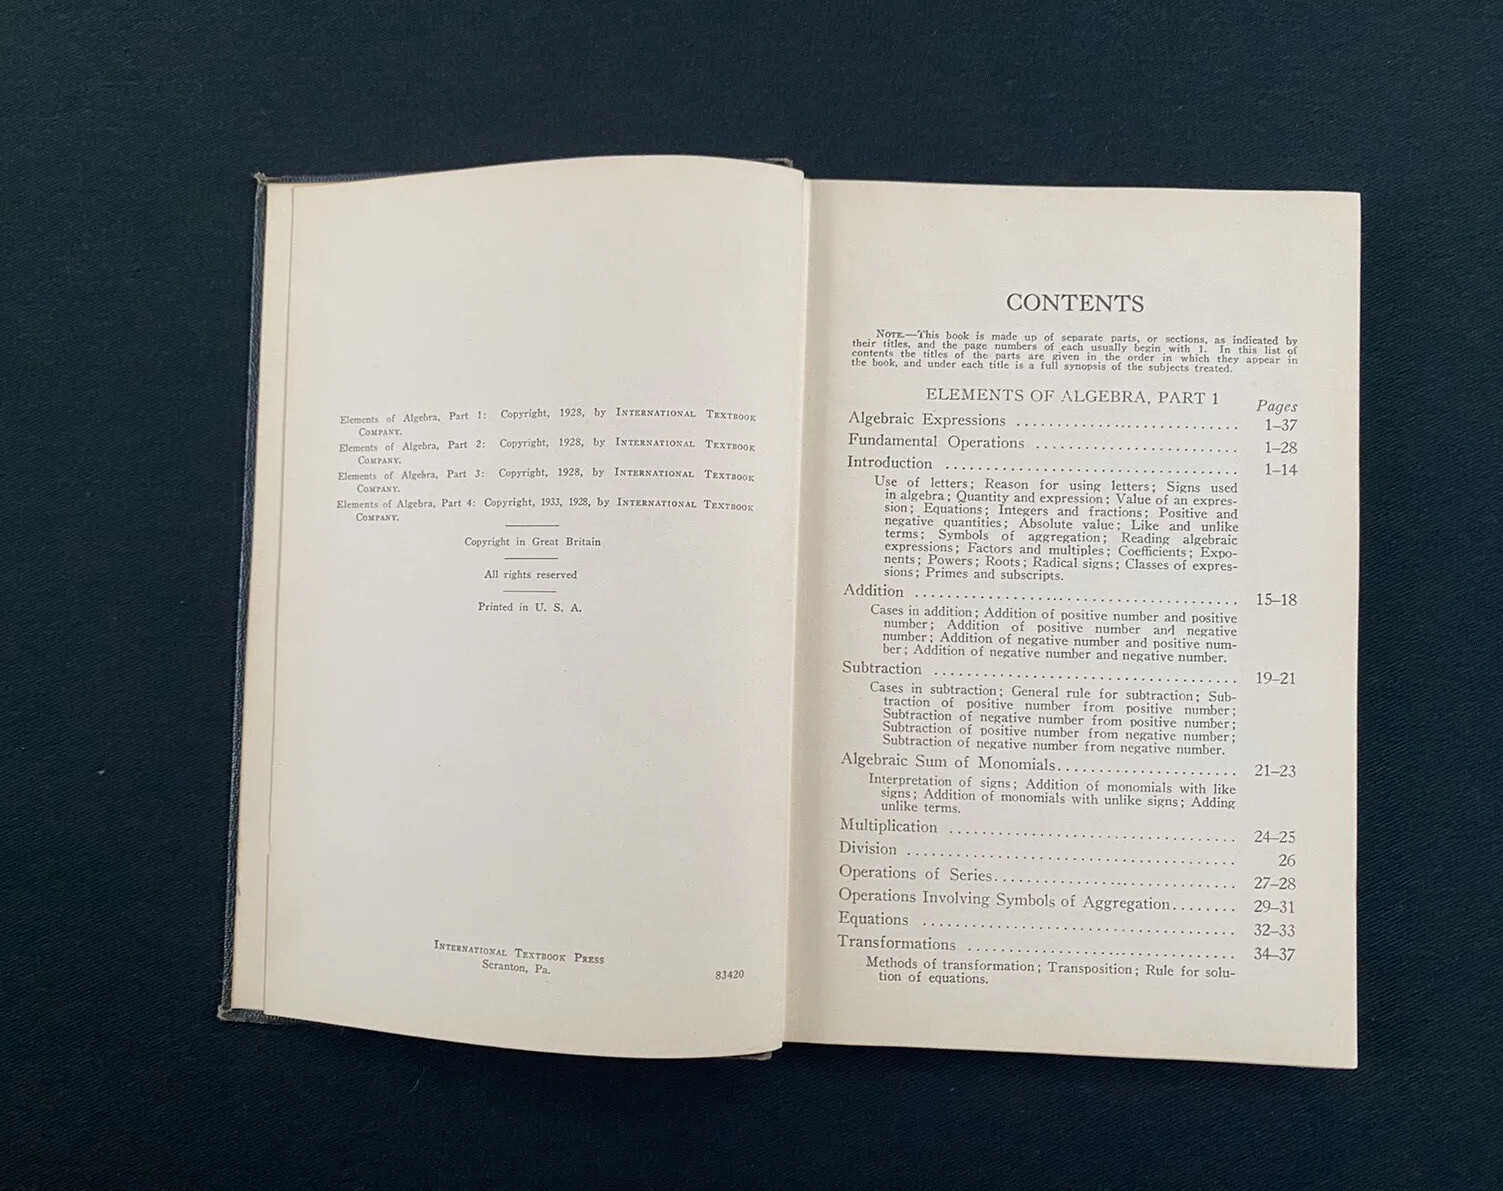 Elements of Algebra, Part 1: Copyright, 1928, by INTERNATIONAL TEXTBOOK
COMPANY.
Elements of Algebra, Part 2: Copyright, 1928, by INTERNATIONAL TEXTBOOK
COMPANY.
Elements of Algebra, Part 3: Copyright, 1928, by INTERNATIONAL TEXTBOOK
COMPANY.
Elements of Algebra, Part 4: Copyright, 1933, 1928, by INTERNATIONAL TEXTBOOK
COMPANY.
Copyright in Great Britain
All rights reserved
Printed in U. S. A.
INTERNATIONAL TEXTBOOK PRESS
Scranton, Pa.
83420
CONTENTS
NOTE.—This book is made up of separate parts, or sections, as indicated by
their titles, and the page numbers of each usually begin with 1. In this list of
contents the titles of the parts are given in the order in which they appear in
the book, and under each title is a full synopsis of the subjects treated.
ELEMENTS OF ALGEBRA, PART 1
Pages
Algebraic Expressions ............................ 1–37
Fundamental Operations .......................... 1–28
Introduction ..................................... 1–14
Use of letters; Reason for using letters; Signs used
in algebra; Quantity and expression; Value of an expres-
sion; Equations; Integers and fractions; Positive and
negative quantities; Absolute value; Like and unlike
terms; Symbols of aggregation; Reading algebraic
expressions; Factors and multiples; Coefficients; Expo-
nents; Powers; Roots; Radical signs; Classes of expres-
sions; Primes and subscripts.
Addition ........................................ 15–18
Cases in addition; Addition of positive number and positive
number; Addition of positive number and negative
number; Addition of negative number and positive num-
ber; Addition of negative number and negative number.
Subtraction ...................................... 19–21
Cases in subtraction; General rule for subtraction; Sub-
traction of positive number from positive number;
Subtraction of negative number from positive number;
Subtraction of positive number from negative number;
Subtraction of negative number from negative number.
Algebraic Sum of Monomials....................... 21–23
Interpretation of signs; Addition of monomials with like
signs; Addition of monomials with unlike signs; Adding
unlike terms.
Multiplication .................................... 24–25
Division ......................................... 26
Operations of Series............................... 27–28
Operations Involving Symbols of Aggregation........ 29–31
Equations ....................................... 32–33
Transformations .................................. 34–37
Methods of transformation; Transposition; Rule for solu-
tion of equations.